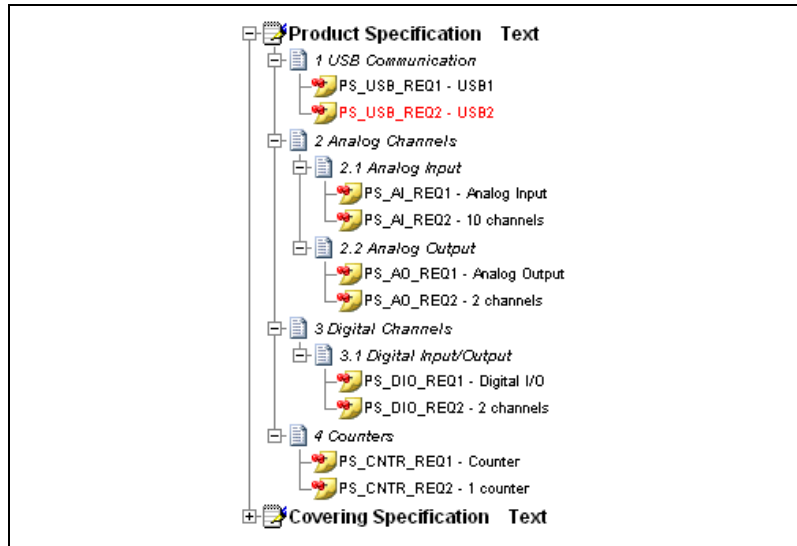 Product Specification Text
1 USB Communication
PS_USB_REQ1 - USB1
PS_USB_REQ2 - USB2
2 Analog Channels
2.1 Analog Input
PS_AI_REQ1 - Analog Input
PS_AI_REQ2 - 10 channels
2.2 Analog Output
PS_AO_REQ1 - Analog Output
PS_AO_REQ2 - 2 channels
3 Digital Channels
3.1 Digital Input/Output
PS_DIO_REQ1 - Digital I/O
PS_DIO_REQ2 - 2 channels
4 Counters
PS_CNTR_REQ1 - Counter
PS_CNTR_REQ2 - 1 counter
Covering Specification Text